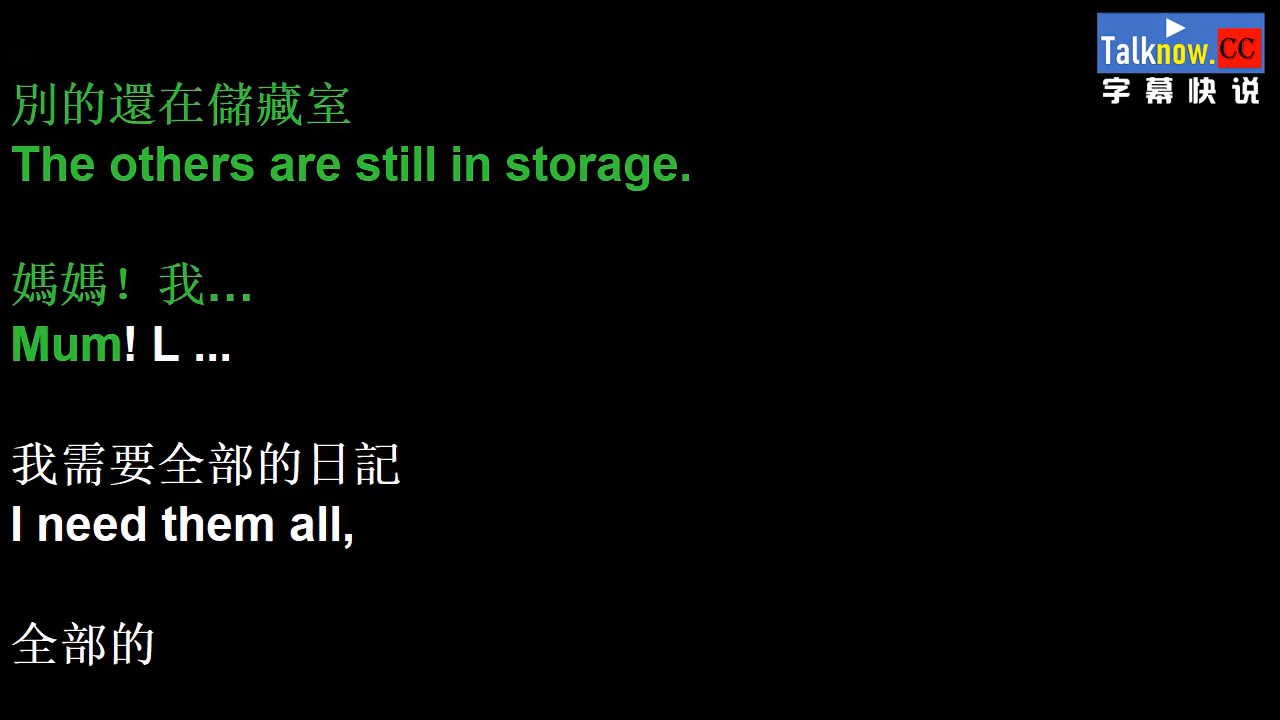 Talknow.CC
字幕快说
別的還在儲藏室
The others are still in storage.
媽媽！我...
Mum! L ...
我需要全部的日記
I need them all,
全部的